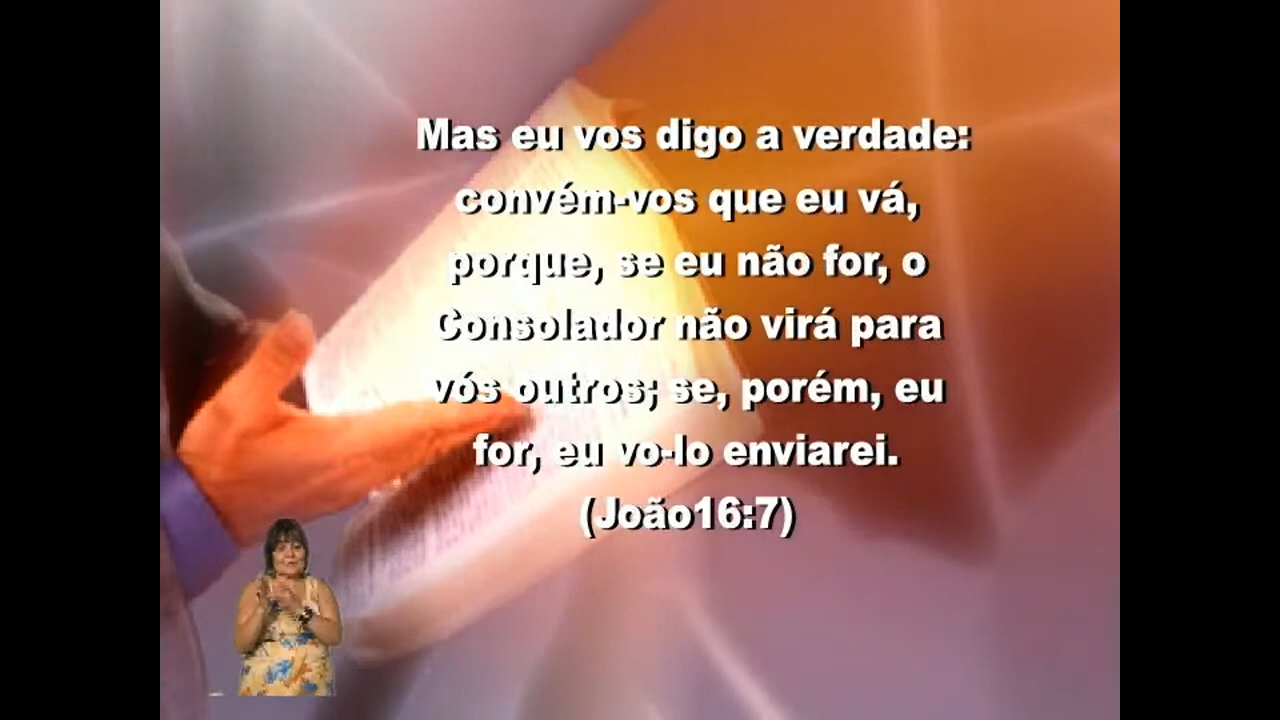 Mas eu vos digo a verdade:
convém-vos que eu vá,
porque, se eu não for, o
Consolador não virá para
vós outros; se, porém, eu
for, eu vo-lo enviarei.
(João16:7)